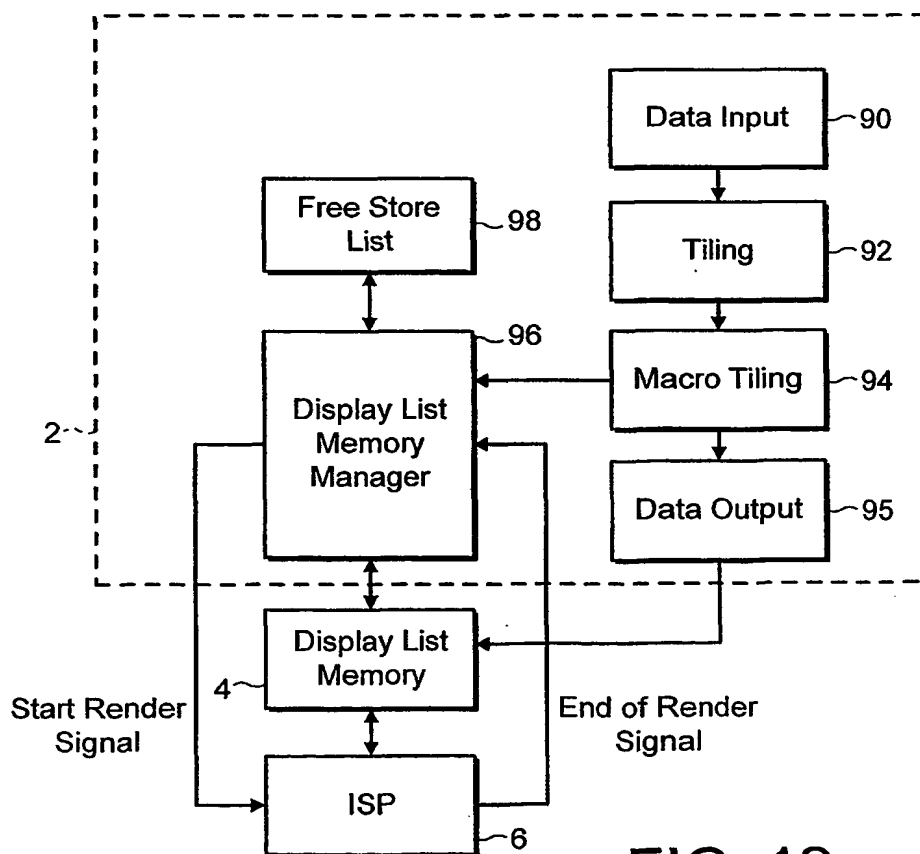 Data Input
90
Free Store
List
98
Tiling
92
96
Macro Tiling
94
Display List
Memory
Manager
2
Data Output
95
Display List
Memory
4
Start Render
Signal
End of Render
Signal
ISP
6